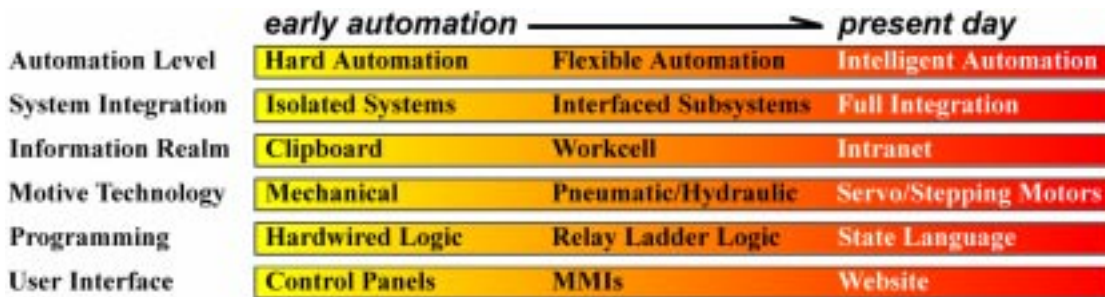 early automation present day
Automation Level Hard Automation Flexible Automation Intelligent Automation
System Integration Isolated Systems Interfaced Subsystems Full Integration
Information Realm Clipboard Workcell Intranet
Motive Technology Mechanical Pneumatic/Hydraulic Servo/Stepping Motors
Programming Hardwired Logic Relay Ladder Logic State Language
User Interface Control Panels MMIs Website